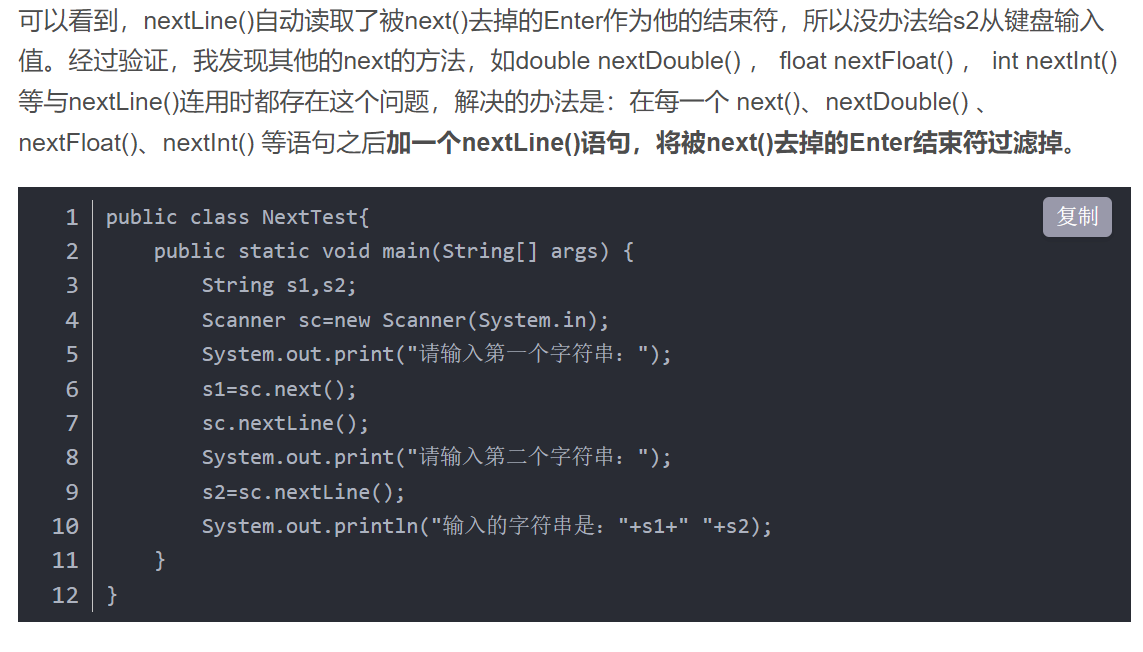 可以看到，nextLine()自动读取了被next()去掉的Enter作为他的结束符，所以没办法给s2从键盘输入
值。经过验证，我发现其他的next的方法，如double nextDouble() ， float nextFloat() ， int nextInt()
等与nextLine()连用时都存在这个问题，解决的办法是：在每一个 next()、nextDouble() 、
nextFloat()、nextInt() 等语句之后加一个nextLine()语句，将被next()去掉的Enter结束符过滤掉。
复制
1 public class NextTest{
2     public static void main(String[] args) {
3         String s1,s2;
4         Scanner sc=new Scanner(System.in);
5         System.out.print("请输入第一个字符串：");
6         s1=sc.next();
7         sc.nextLine();
8         System.out.print("请输入第二个字符串：");
9         s2=sc.nextLine();
10         System.out.println("输入的字符串是："+s1+" "+s2);
11     }
12 }